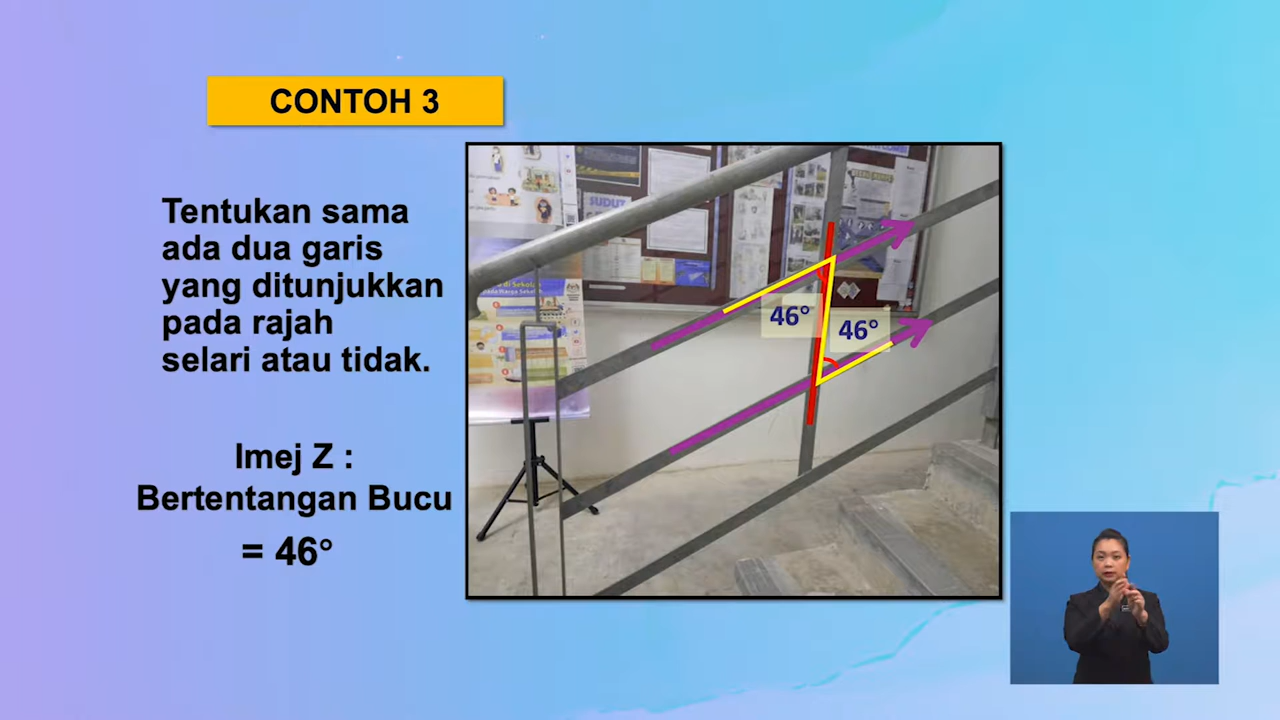 CONTOH 3
Tentukan sama
ada dua garis
yang ditunjukkan
pada rajah
selari atau tidak.
Imej Z :
Bertentangan Bucu
= 46°
SUDUT
46°
46°